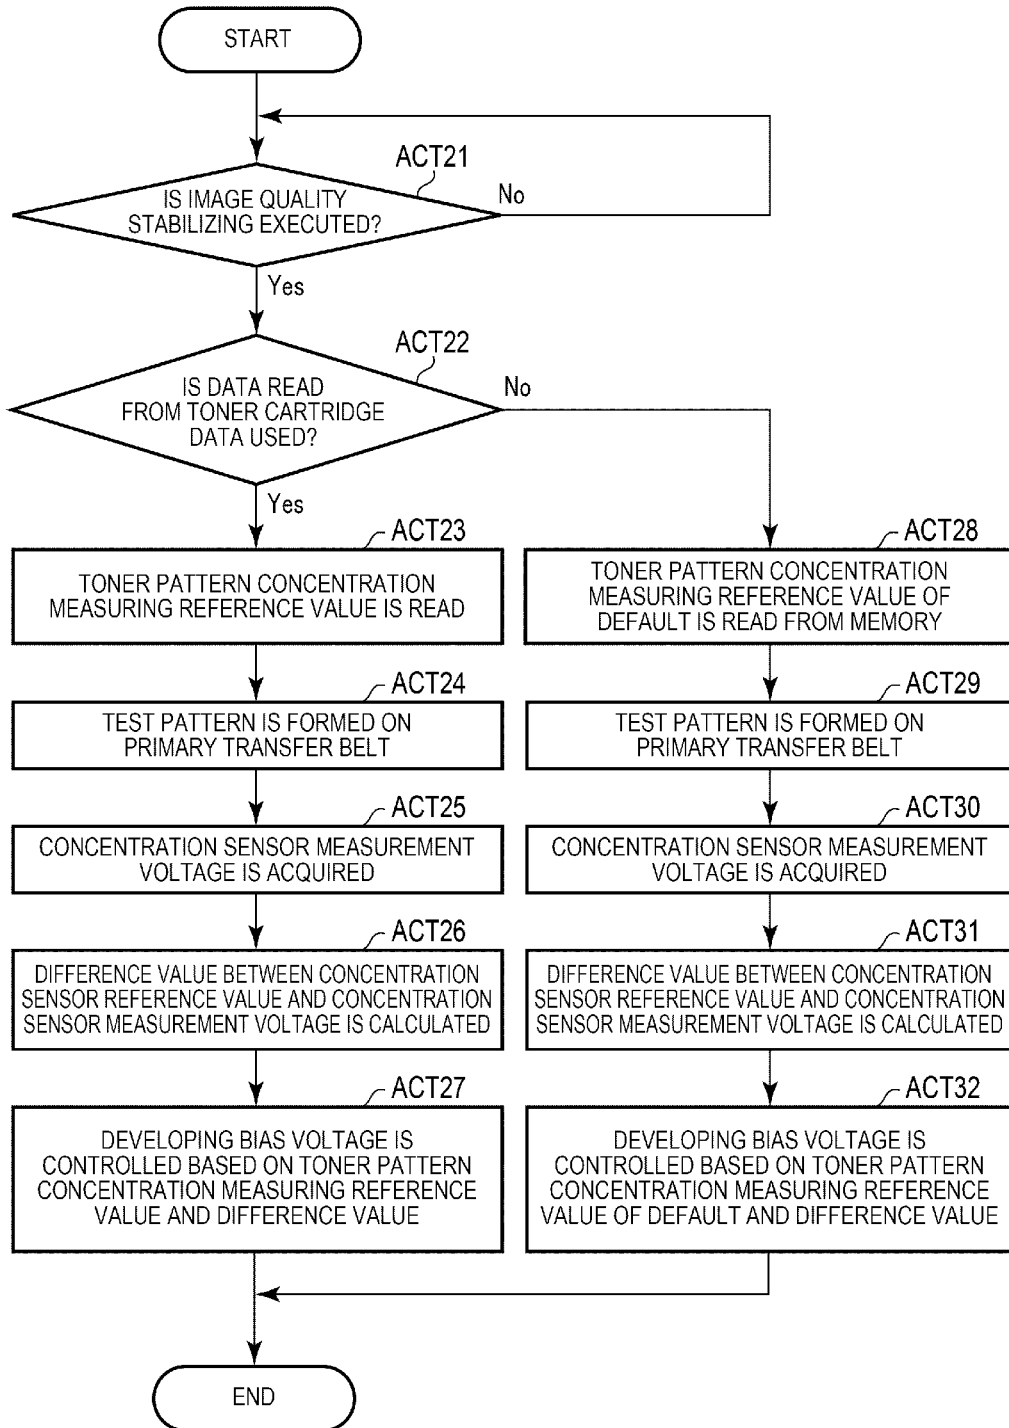 START
ACT21
IS IMAGE QUALITY
STABILIZING EXECUTED?
No
Yes
ACT22
IS DATA READ
FROM TONER CARTRIDGE
DATA USED?
No
Yes
ACT23
TONER PATTERN CONCENTRATION
MEASURING REFERENCE VALUE IS READ
ACT24
TEST PATTERN IS FORMED ON
PRIMARY TRANSFER BELT
ACT25
CONCENTRATION SENSOR MEASUREMENT
VOLTAGE IS ACQUIRED
ACT26
DIFFERENCE VALUE BETWEEN CONCENTRATION
SENSOR REFERENCE VALUE AND CONCENTRATION
SENSOR MEASUREMENT VOLTAGE IS CALCULATED
ACT27
DEVELOPING BIAS VOLTAGE IS
CONTROLLED BASED ON TONER PATTERN
CONCENTRATION MEASURING REFERENCE
VALUE AND DIFFERENCE VALUE
ACT28
TONER PATTERN CONCENTRATION
MEASURING REFERENCE VALUE OF
DEFAULT IS READ FROM MEMORY
ACT29
TEST PATTERN IS FORMED ON
PRIMARY TRANSFER BELT
ACT30
CONCENTRATION SENSOR MEASUREMENT
VOLTAGE IS ACQUIRED
ACT31
DIFFERENCE VALUE BETWEEN CONCENTRATION
SENSOR REFERENCE VALUE AND CONCENTRATION
SENSOR MEASUREMENT VOLTAGE IS CALCULATED
ACT32
DEVELOPING BIAS VOLTAGE IS
CONTROLLED BASED ON TONER PATTERN
CONCENTRATION MEASURING REFERENCE
VALUE OF DEFAULT AND DIFFERENCE VALUE
END